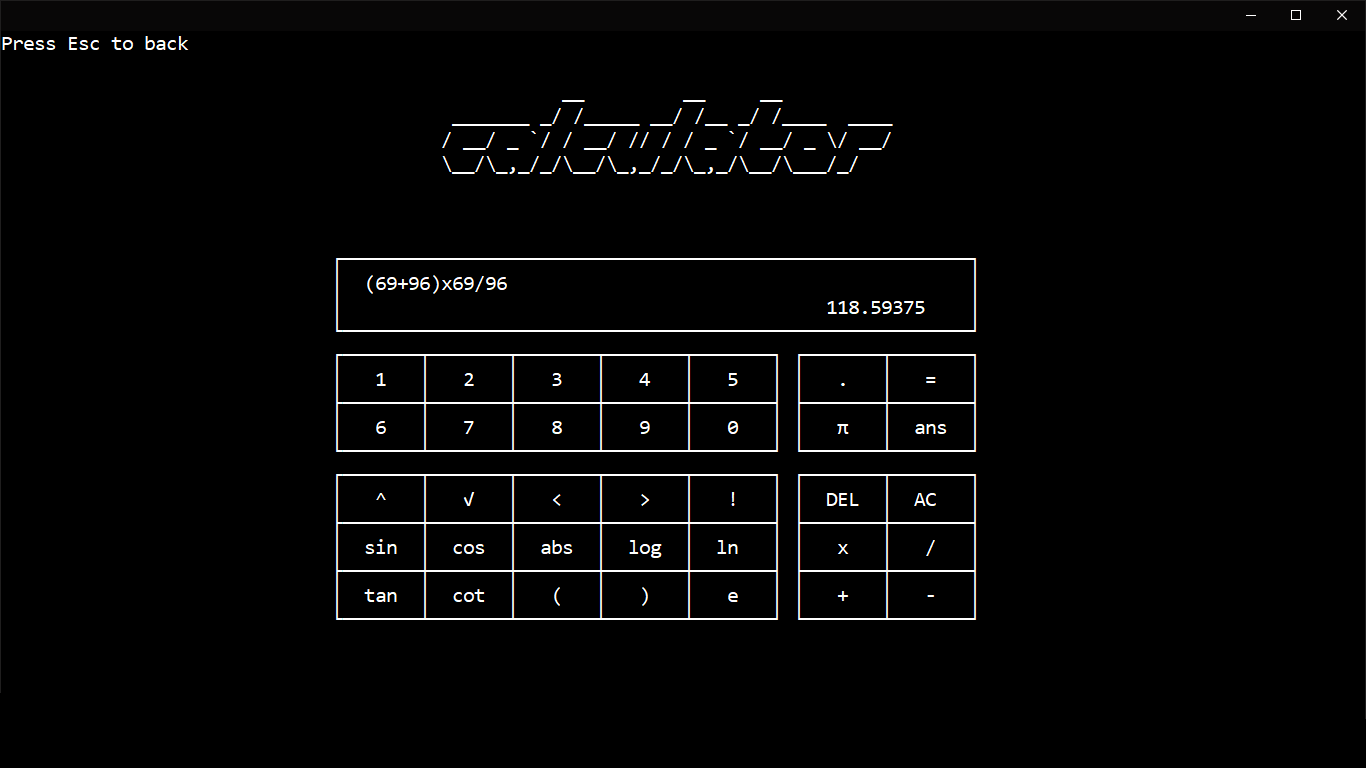 Press Esc to back
calculator
(69+96)x69/96
118.59375
1 2 3 4 5 . =
6 7 8 9 0 π ans
^ √ < > ! DEL AC
sin cos abs log ln x /
tan cot ( ) e + -